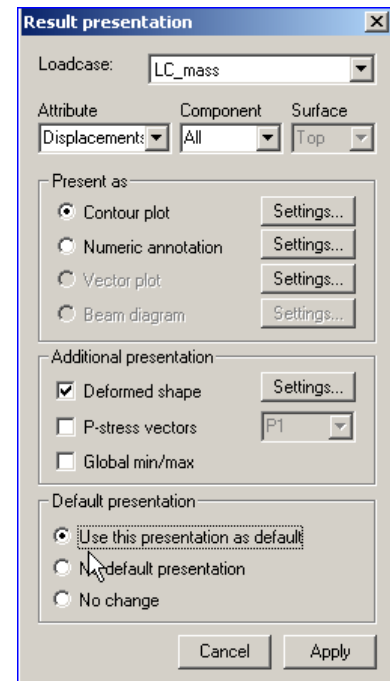 Result presentation
Loadcase: LC_mass
Attribute Component Surface
Displacements All Top
Present as
Contour plot Settings...
Numeric annotation Settings...
Vector plot Settings...
Beam diagram Settings...
Additional presentation
Deformed shape Settings...
P-stress vectors P1
Global min/max
Default presentation
Use this presentation as default
default presentation
No change
Cancel Apply